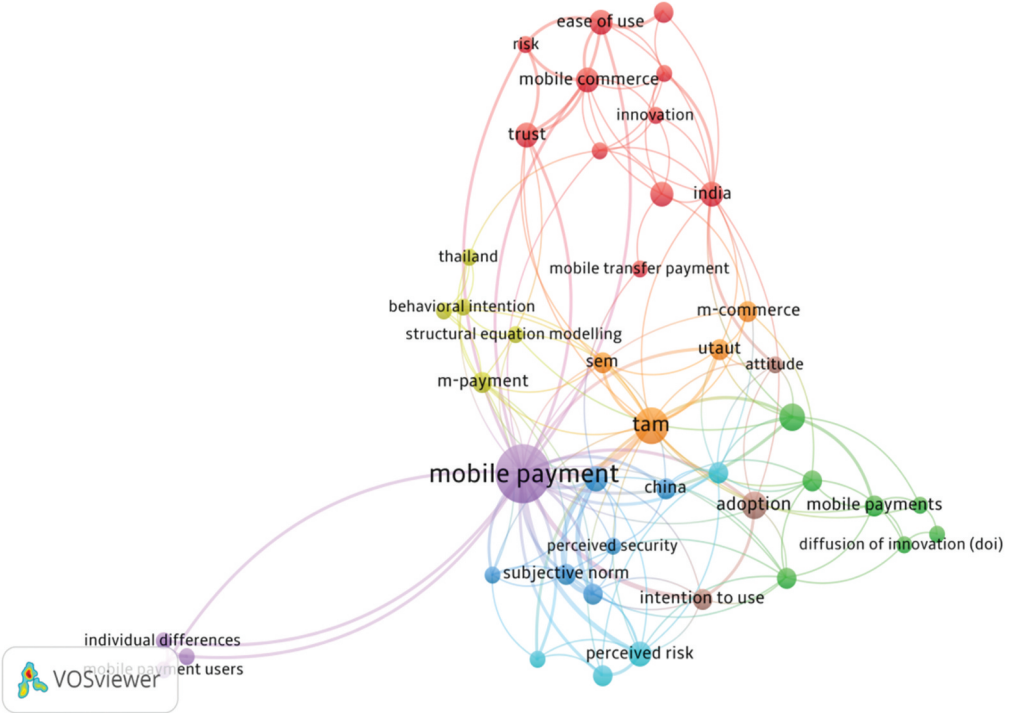 ease of use
risk
mobile commerce
innovation
trust
india
thailand
mobile transfer payment
behavioral intention
m-commerce
structural equation modelling
utaut
sem
attitude
m-payment
tam
mobile payment
china
adoption
mobile payments
perceived security
diffusion of innovation (doi)
subjective norm
intention to use
individual differences
perceived risk
mobile payment users
VOSviewer